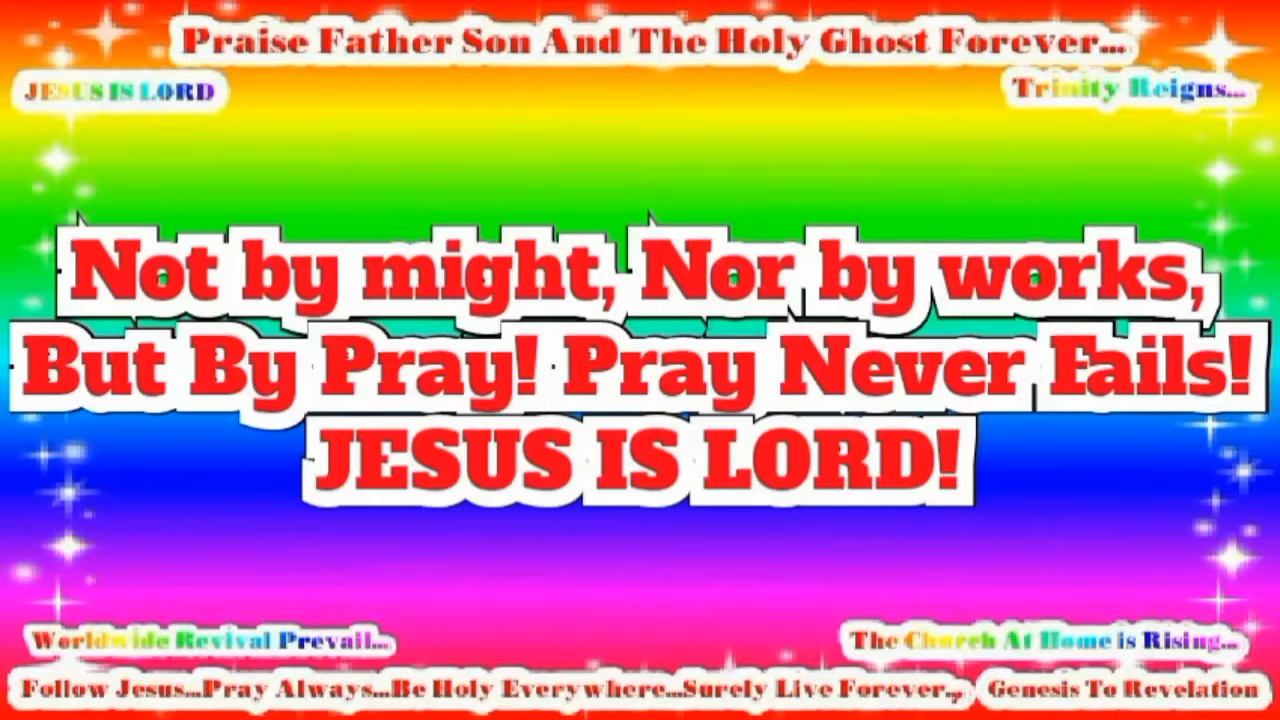 Praise Father Son And The Holy Ghost Forever...
JESUS IS LORD
Trinity Reigns...
Not by might, Nor by works,
But By Pray! Pray Never Fails!
JESUS IS LORD!
Worldwide Revival Prevail...
The Church At Home is Rising...
Follow Jesus...Pray Always...Be Holy Everywhere...Surely Live Forever..,
Genesis To Revelation